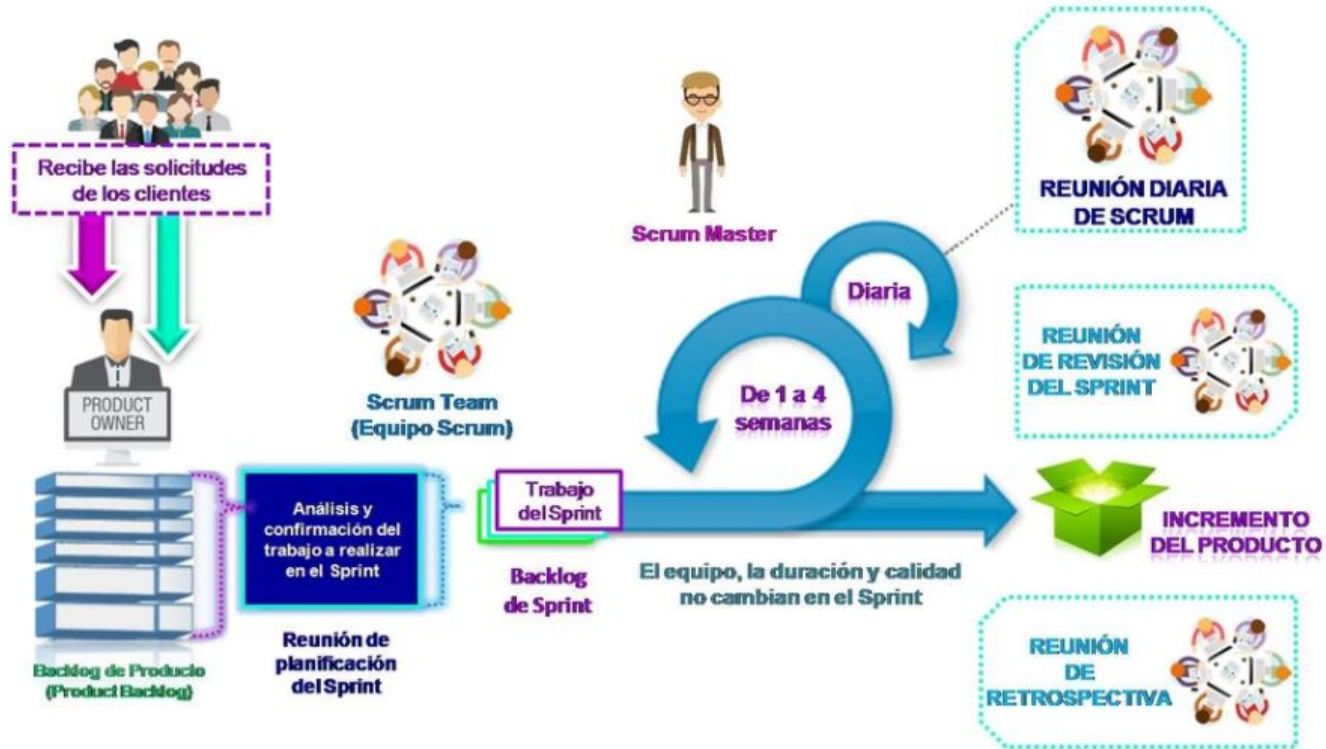 Recibe las solicitudes
de los clientes
PRODUCT
OWNER
Backlog de Producto
(Product Backlog)
Análisis y
confirmación del
trabajo a realizar
en el Sprint
Reunión de
planificación
del Sprint
Scrum Team
(Equipo Scrum)
Trabajo
del Sprint
Backlog
de Sprint
Scrum Master
De 1 a 4
semanas
Diaria
El equipo, la duración y calidad
no cambian en el Sprint
REUNIÓN DIARIA
DE SCRUM
REUNIÓN
DE REVISIÓN
DEL SPRINT
INCREMENTO
DEL PRODUCTO
REUNIÓN
DE
RETROSPECTIVA